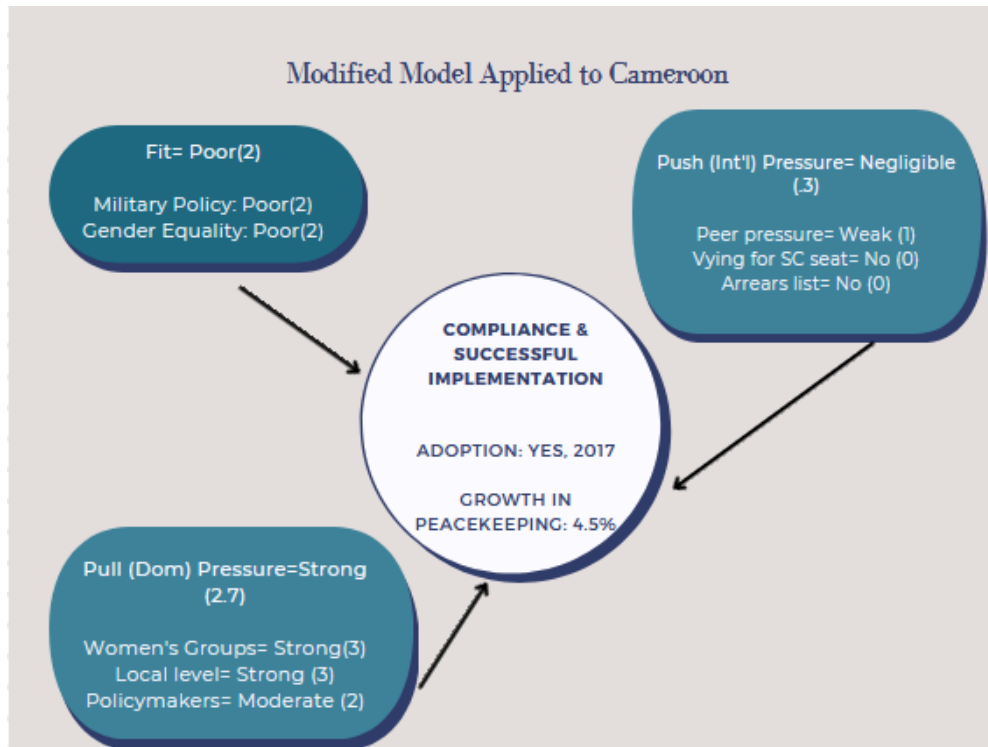 Modified Model Applied to Cameroon
Fit= Poor(2)
Military Policy: Poor(2)
Gender Equality: Poor(2)
Push (Int'l) Pressure= Negligible
(.3)
Peer pressure= Weak (1)
Vying for SC seat= No (0)
Arrears list= No (0)
COMPLIANCE &
SUCCESSFUL
IMPLEMENTATION
ADOPTION: YES, 2017
GROWTH IN
PEACEKEEPING: 4.5%
Pull (Dom) Pressure=Strong
(2.7)
Women's Groups= Strong(3)
Local level= Strong (3)
Policymakers= Moderate (2)